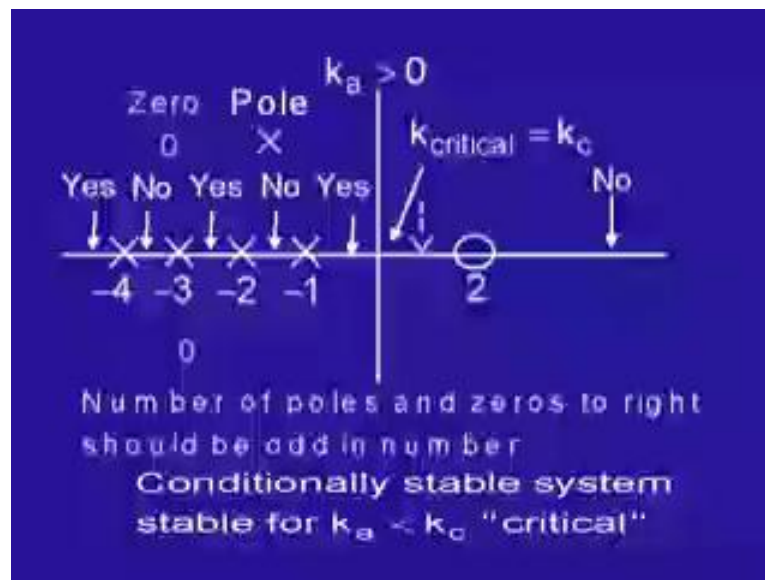 kₐ > 0
Zero Pole
0 ×
k_critical = k_c
Yes No Yes No Yes
No
−4 −3 −2 −1 2
0
Number of poles and zeros to right
should be odd in number
Conditionally stable system
stable for kₐ < k_c "critical"